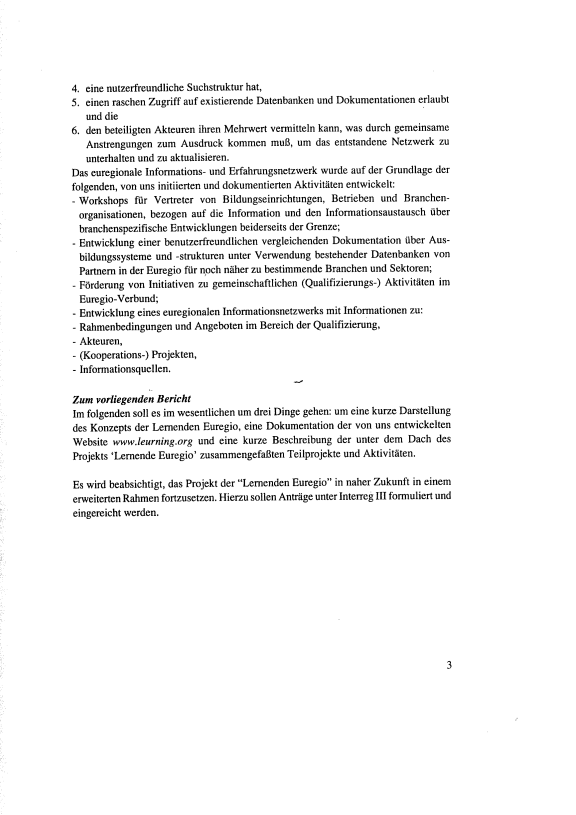 4. eine nutzerfreundliche Suchstruktur hat,
5. einen raschen Zugriff auf existierende Datenbanken und Dokumentationen erlaubt
und die
6. den beteiligten Akteuren ihren Mehrwert vermitteln kann, was durch gemeinsame
Anstrengungen zum Ausdruck kommen muß, um das entstandene Netzwerk zu
unterhalten und zu aktualisieren.
Das euregionale Informations- und Erfahrungsnetzwerk wurde auf der Grundlage der
folgenden, von uns initiierten und dokumentierten Aktivitäten entwickelt:
- Workshops für Vertreter von Bildungseinrichtungen, Betrieben und Branchen-
organisationen, bezogen auf die Information und den Informationsaustausch über
branchenspezifische Entwicklungen beiderseits der Grenze;
- Entwicklung einer benutzerfreundlichen vergleichenden Dokumentation über Aus-
bildungssysteme und -strukturen unter Verwendung bestehender Datenbanken von
Partnern in der Euregio für noch näher zu bestimmende Branchen und Sektoren;
- Förderung von Initiativen zu gemeinschaftlichen (Qualifizierungs-) Aktivitäten im
Euregio-Verbund;
- Entwicklung eines euregionalen Informationsnetzwerks mit Informationen zu:
- Rahmenbedingungen und Angeboten im Bereich der Qualifizierung,
- Akteuren,
- (Kooperations-) Projekten,
- Informationsquellen.
Zum vorliegenden Bericht
Im folgenden soll es im wesentlichen um drei Dinge gehen: um eine kurze Darstellung
des Konzepts der Lernenden Euregio, eine Dokumentation der von uns entwickelten
Website www.leurning.org und eine kurze Beschreibung der unter dem Dach des
Projekts ‘Lernende Euregio’ zusammengefaßten Teilprojekte und Aktivitäten.
Es wird beabsichtigt, das Projekt der “Lernenden Euregio” in naher Zukunft in einem
erweiterten Rahmen fortzusetzen. Hierzu sollen Anträge unter Interreg III formuliert und
eingereicht werden.
3